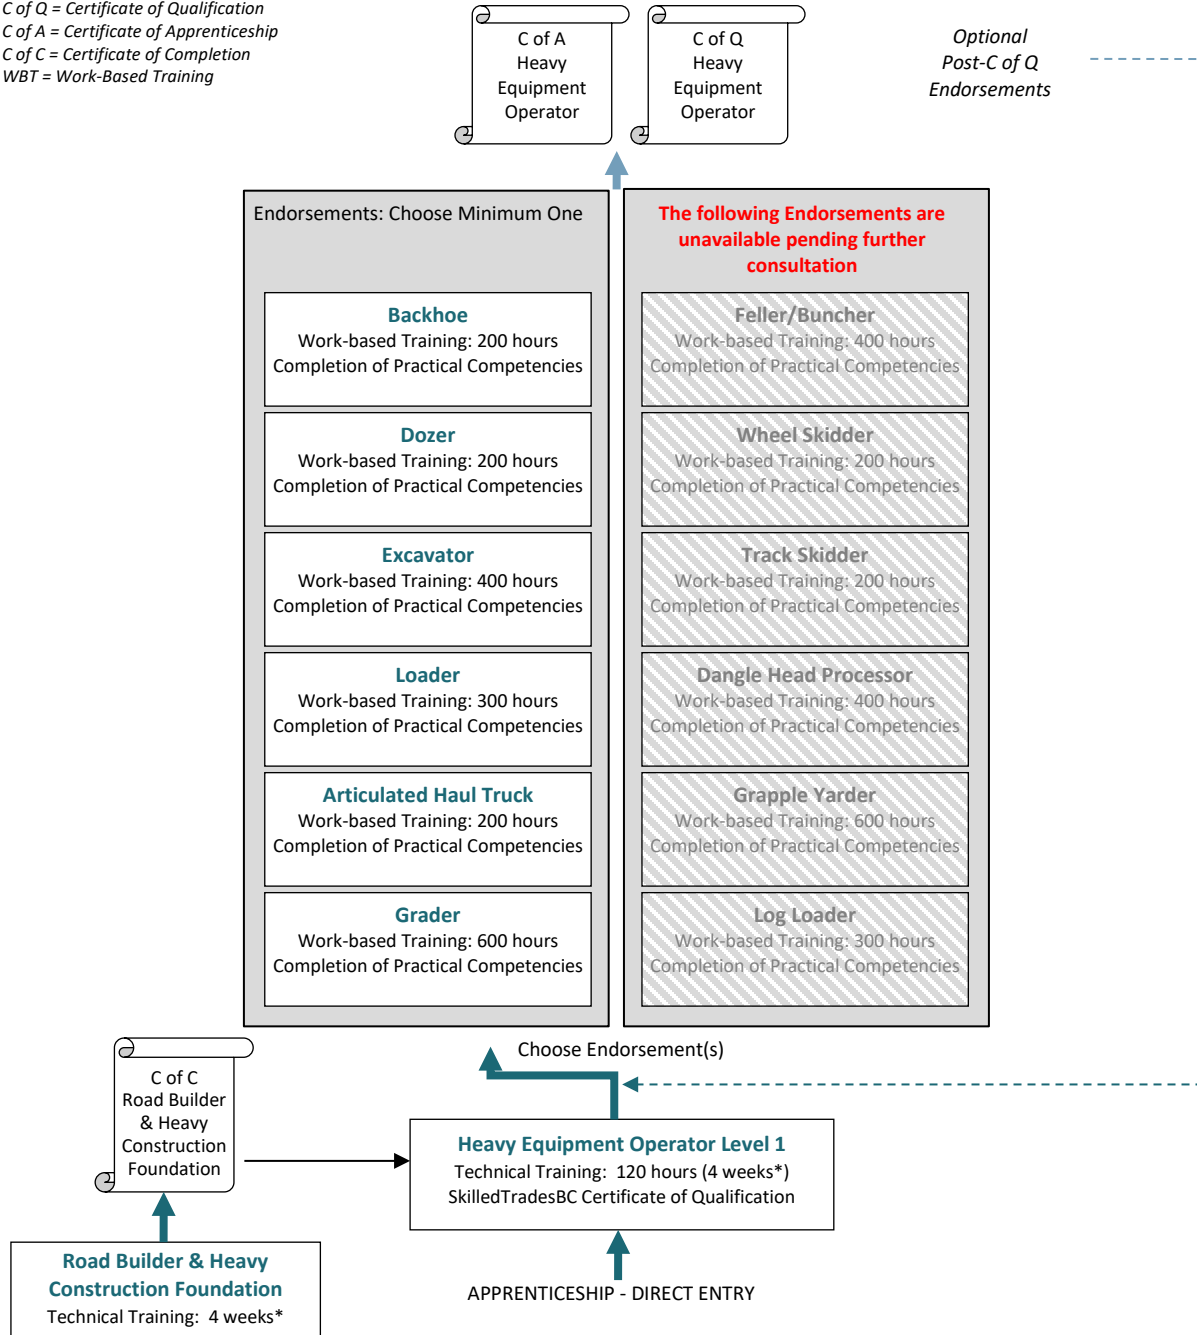 C of Q = Certificate of Qualification
C of A = Certificate of Apprenticeship
C of C = Certificate of Completion
WBT = Work-Based Training
C of A
Heavy
Equipment
Operator
C of Q
Heavy
Equipment
Operator
Optional
Post-C of Q
Endorsements
Endorsements: Choose Minimum One
Backhoe
Work-based Training: 200 hours
Completion of Practical Competencies
Dozer
Work-based Training: 200 hours
Completion of Practical Competencies
Excavator
Work-based Training: 400 hours
Completion of Practical Competencies
Loader
Work-based Training: 300 hours
Completion of Practical Competencies
Articulated Haul Truck
Work-based Training: 200 hours
Completion of Practical Competencies
Grader
Work-based Training: 600 hours
Completion of Practical Competencies
The following Endorsements are
unavailable pending further
consultation
Feller/Buncher
Work-based Training: 400 hours
Completion of Practical Competencies
Wheel Skidder
Work-based Training: 200 hours
Completion of Practical Competencies
Track Skidder
Work-based Training: 200 hours
Completion of Practical Competencies
Dangle Head Processor
Work-based Training: 400 hours
Completion of Practical Competencies
Grapple Yarder
Work-based Training: 600 hours
Completion of Practical Competencies
Log Loader
Work-based Training: 300 hours
Completion of Practical Competencies
Choose Endorsement(s)
C of C
Road Builder
& Heavy
Construction
Foundation
Heavy Equipment Operator Level 1
Technical Training:  120 hours (4 weeks*)
SkilledTradesBC Certificate of Qualification
Road Builder & Heavy
Construction Foundation
Technical Training:  4 weeks*
APPRENTICESHIP - DIRECT ENTRY